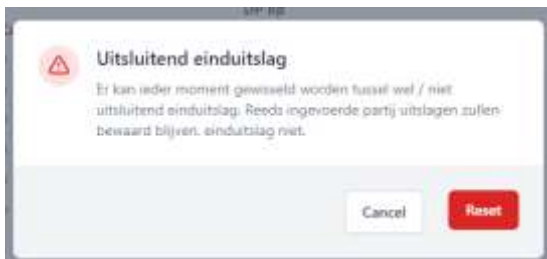 Uitsluitend einduitslag
Er kan ieder moment gewisseld worden tussel wel / niet
uitsluitend einduitslag. Reeds ingevoerde partij uitslagen zullen
bewaard blijven. einduitslag niet.
Cancel
Reset